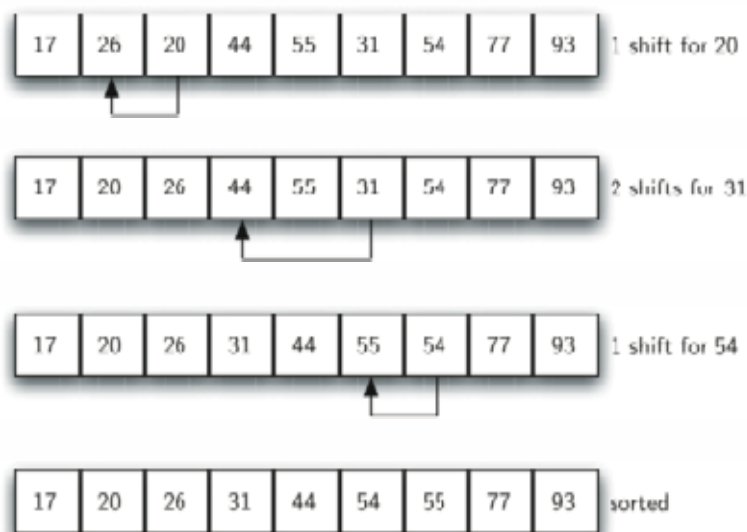 17 26 20 44 55 31 54 77 93 1 shift for 20
17 20 26 44 55 31 54 77 93 2 shifts for 31
17 20 26 31 44 55 54 77 93 1 shift for 54
17 20 26 31 44 54 55 77 93 sorted